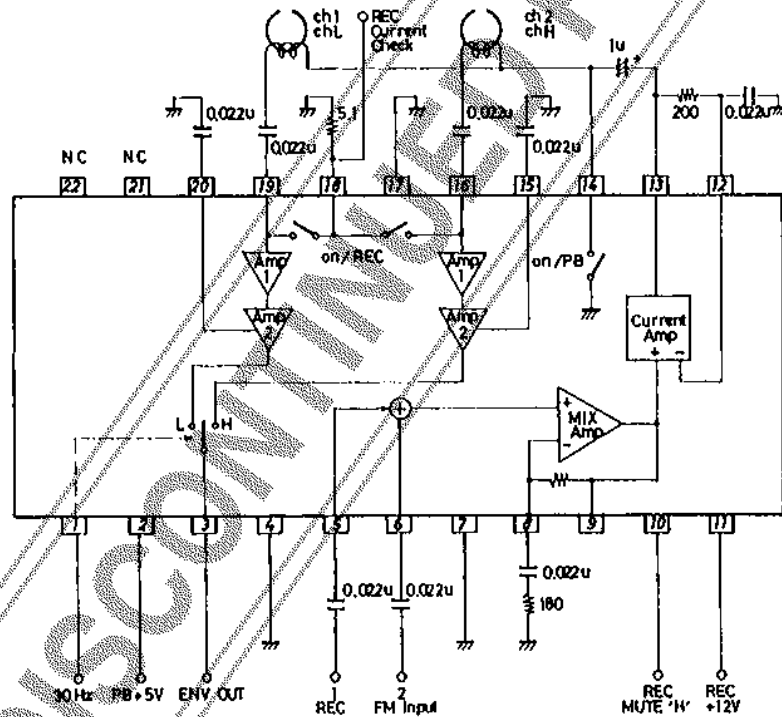 ch1
chL
REC
Current
Check
ch2
chH
1u
+
0,022u
0,022u
5,1
0,022u
0,022u
200
0,022u
NC
NC
22
21
20
19
18
17
16
15
14
13
12
on/REC
on/PB
Amp
1
Amp
1
Amp
2
Amp
2
Current
Amp
+ -
L
H
+
+
MIX
Amp
-
1
2
3
4
5
6
7
8
9
10
11
0,022u
0,022u
0,022u
180
30Hz
PB+5V
ENV OUT
1
REC
2
FM Input
REC
MUTE 'H'
REC
+12V
DISCONTINUED